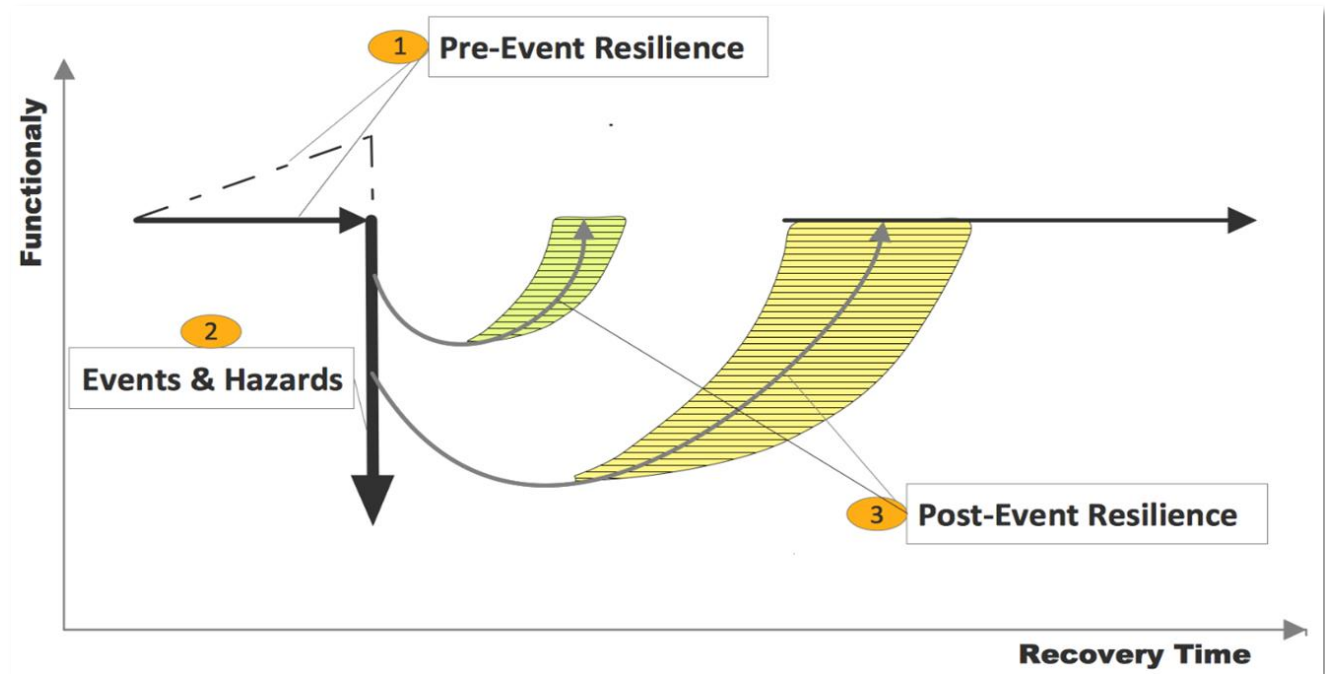 1 Pre-Event Resilience
Functionaly
2
Events & Hazards
3 Post-Event Resilience
Recovery Time